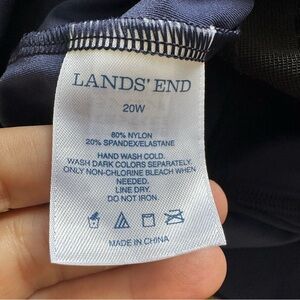 LANDS' END
20W
80% NYLON
20% SPANDEX/ELASTANE
HAND WASH COLD.
WASH DARK COLORS SEPARATELY.
ONLY NON-CHLORINE BLEACH WHEN
NEEDED.
LINE DRY.
DO NOT IRON.
MADE IN CHINA